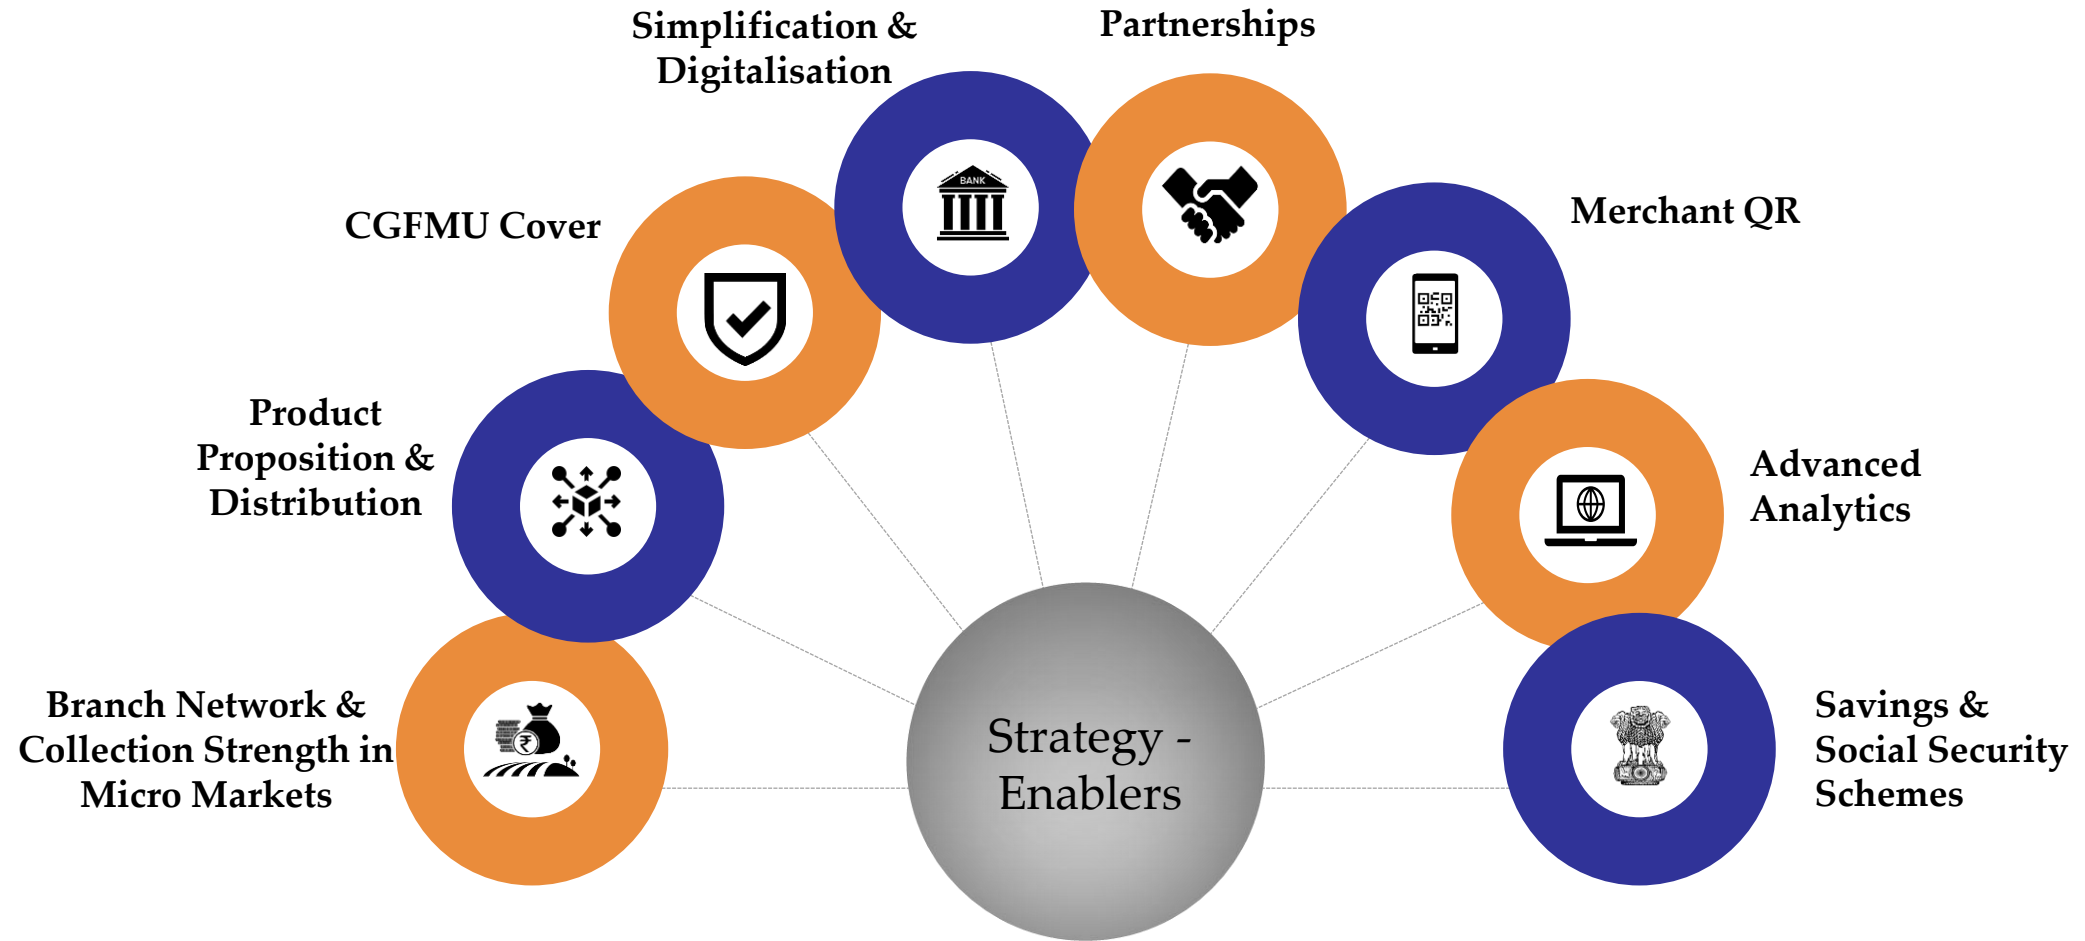 Simplification &
Digitalisation
Partnerships
BANK
CGFMU Cover
Merchant QR
Product
Proposition &
Distribution
Advanced
Analytics
Branch Network &
Collection Strength in
Micro Markets
₹
Strategy -
Enablers
Savings &
Social Security
Schemes